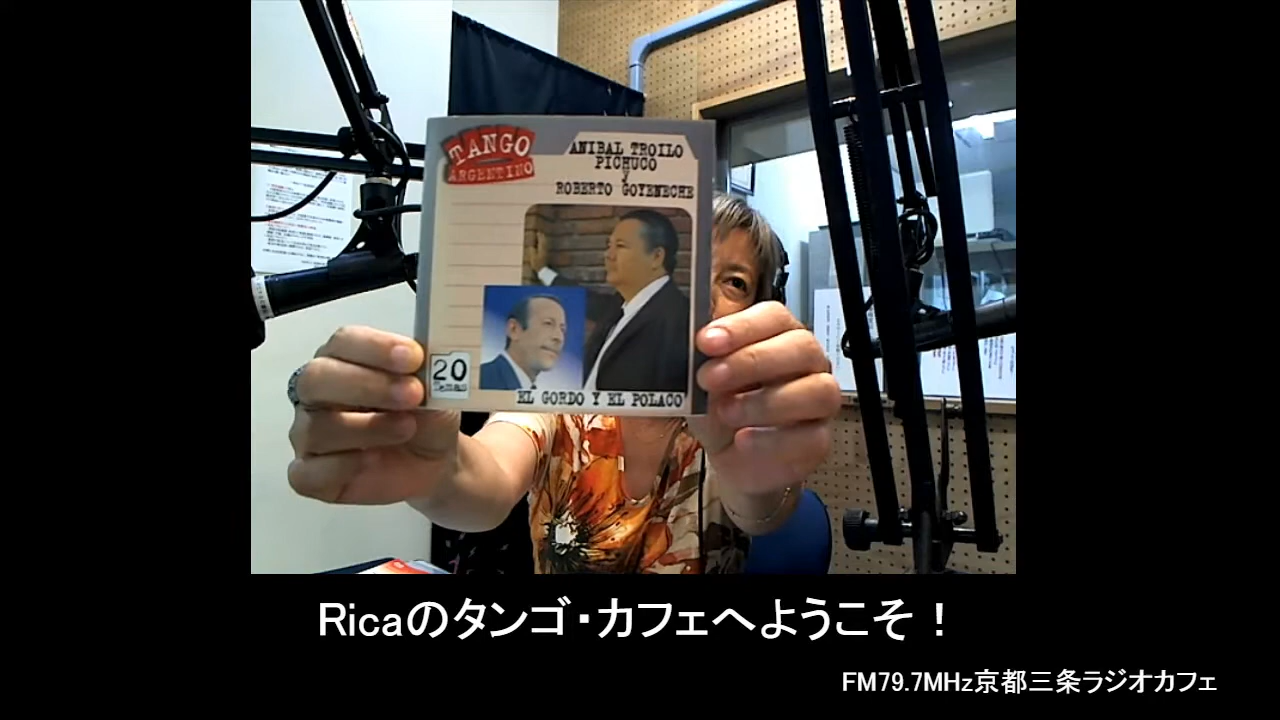 TANGO
ARGENTINO
ANIBAL TROILO
PICHUCO
y
ROBERTO GOYENECHE
20
Temas
EL GORDO Y EL POLACO
Ricaのタンゴ・カフェへようこそ！
FM79.7MHz京都三条ラジオカフェ